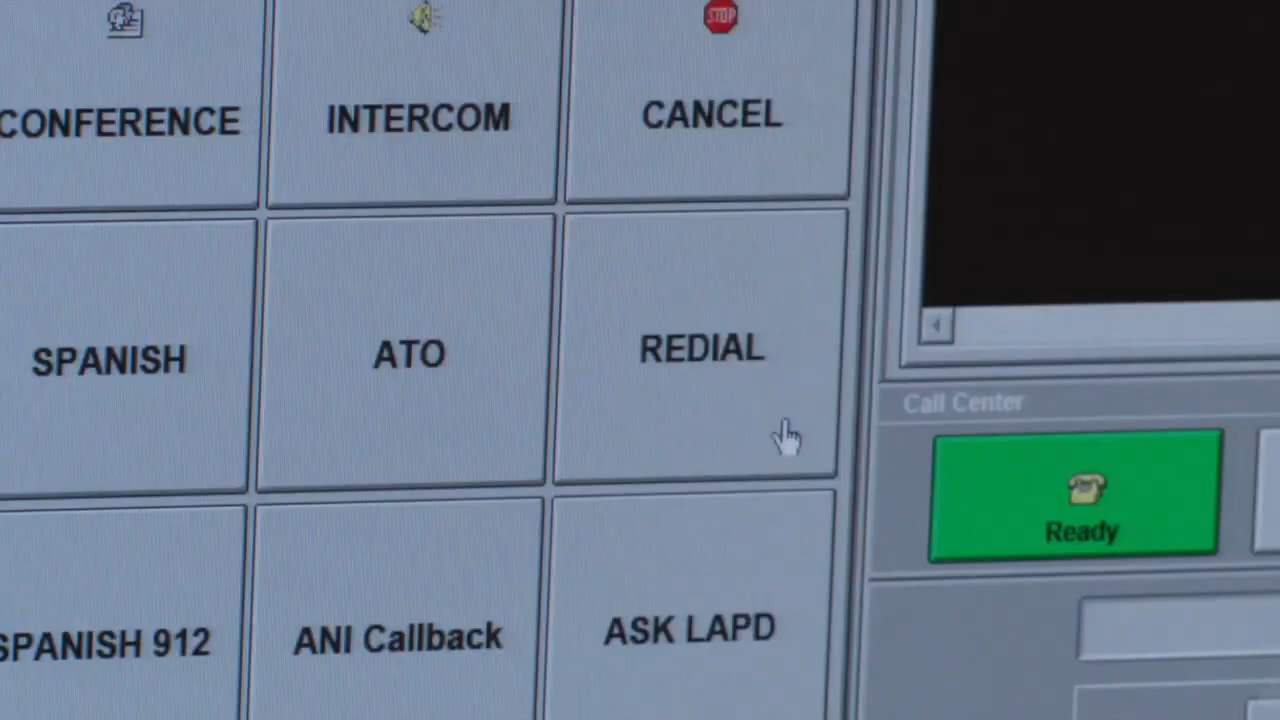 STOP
CONFERENCE
INTERCOM
CANCEL
SPANISH
ATO
REDIAL
Call Center
Ready
SPANISH 912
ANI Callback
ASK LAPD